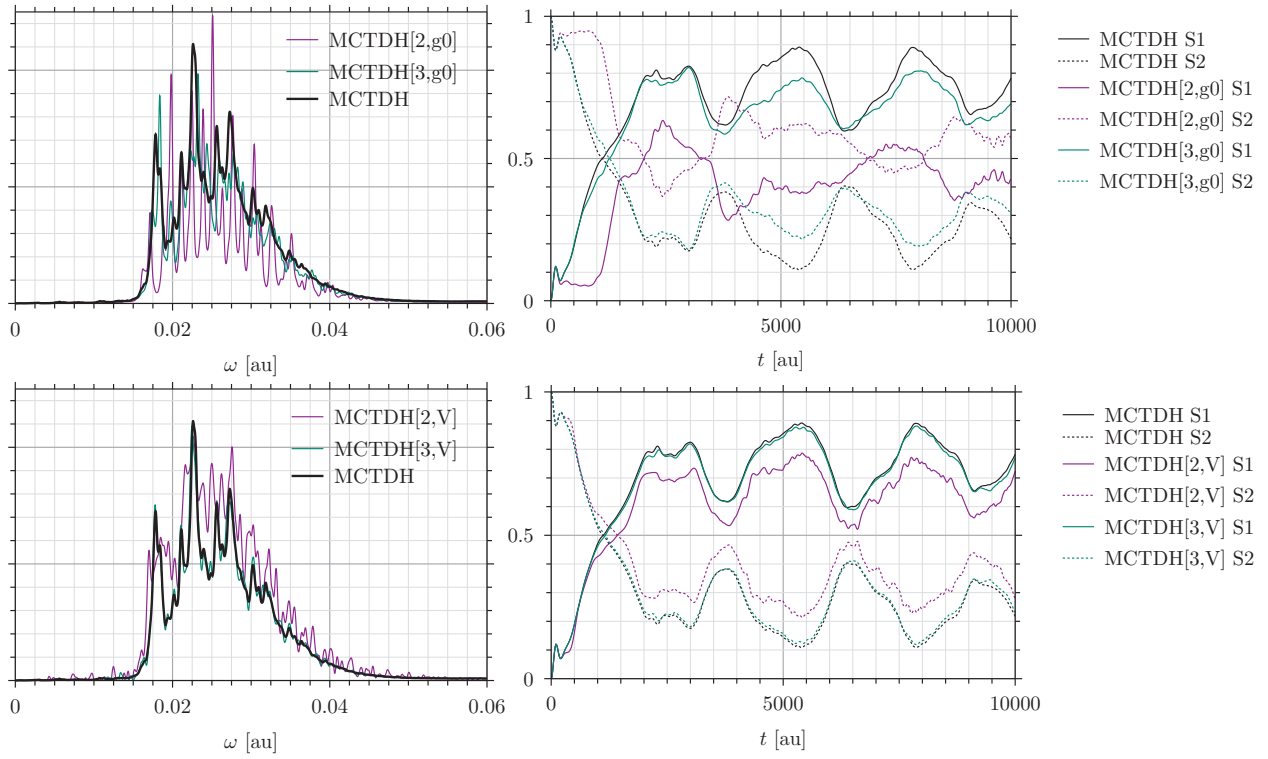 MCTDH[2,g0]
MCTDH[3,g0]
MCTDH
0
0.02
0.04
0.06
ω [au]
1
0.5
0
0
5000
10000
t [au]
MCTDH S1
MCTDH S2
MCTDH[2,g0] S1
MCTDH[2,g0] S2
MCTDH[3,g0] S1
MCTDH[3,g0] S2
MCTDH[2,V]
MCTDH[3,V]
MCTDH
0
0.02
0.04
0.06
ω [au]
1
0.5
0
0
5000
10000
t [au]
MCTDH S1
MCTDH S2
MCTDH[2,V] S1
MCTDH[2,V] S2
MCTDH[3,V] S1
MCTDH[3,V] S2